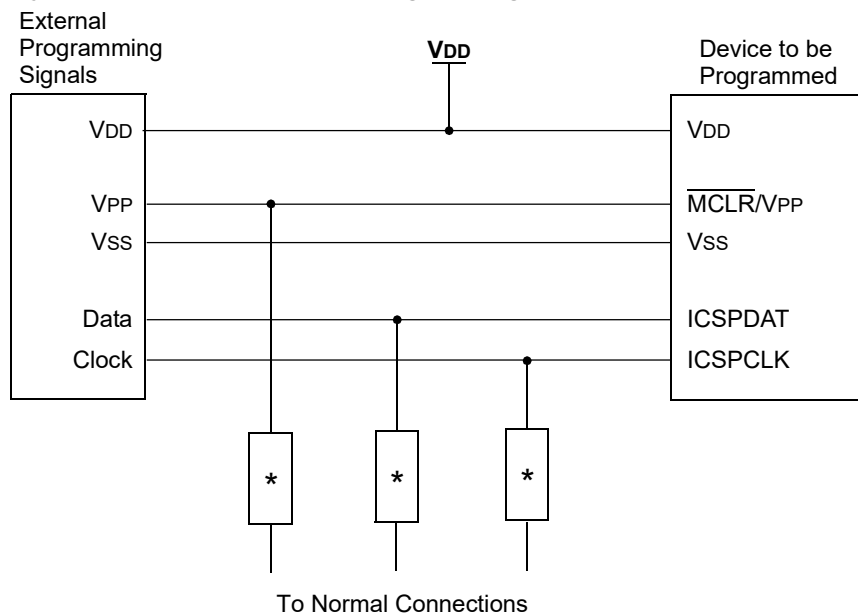 External
Programming
Signals
VDD
Device to be
Programmed
VDD
VDD
VPP
MCLR/VPP
VSS
VSS
Data
ICSPDAT
Clock
ICSPCLK
*
*
*
To Normal Connections